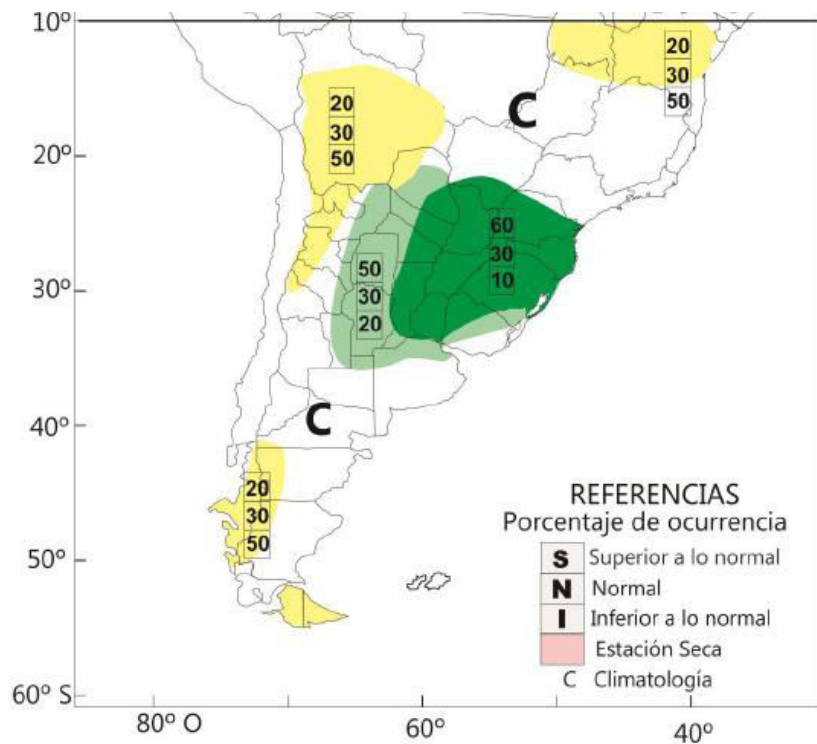 10º
20
30
50
C
20
30
50
20º
60
30
10
50
30
20
30º
C
40º
20
30
50
50º
60º S
80º O
60º
40º
REFERENCIAS
Porcentaje de ocurrencia
S Superior a lo normal
N Normal
I Inferior a lo normal
Estación Seca
C Climatología